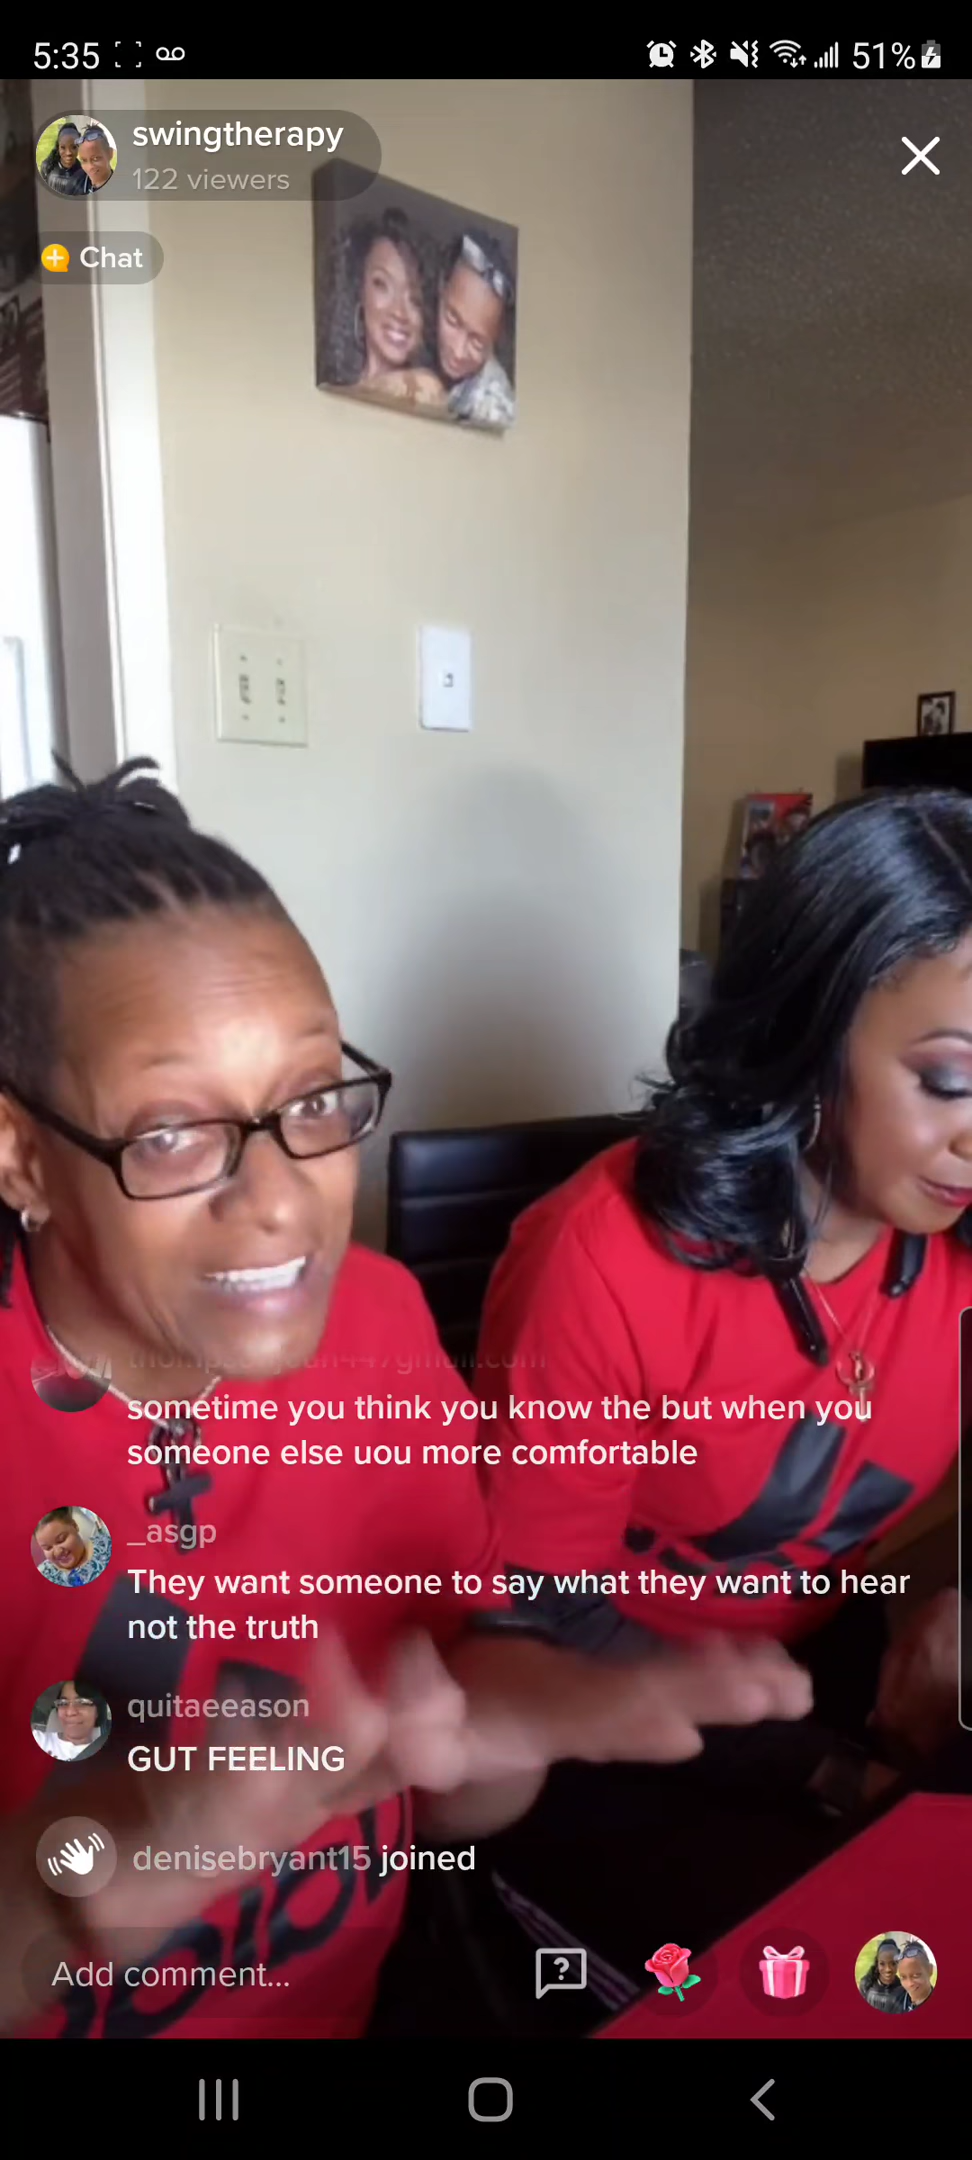 5:35
51%
swingtherapy
122 viewers
Chat
sometime you think you know the but when you
someone else uou more comfortable
_asgp
They want someone to say what they want to hear
not the truth
quitaeeason
GUT FEELING
denisebryant15 joined
Add comment...